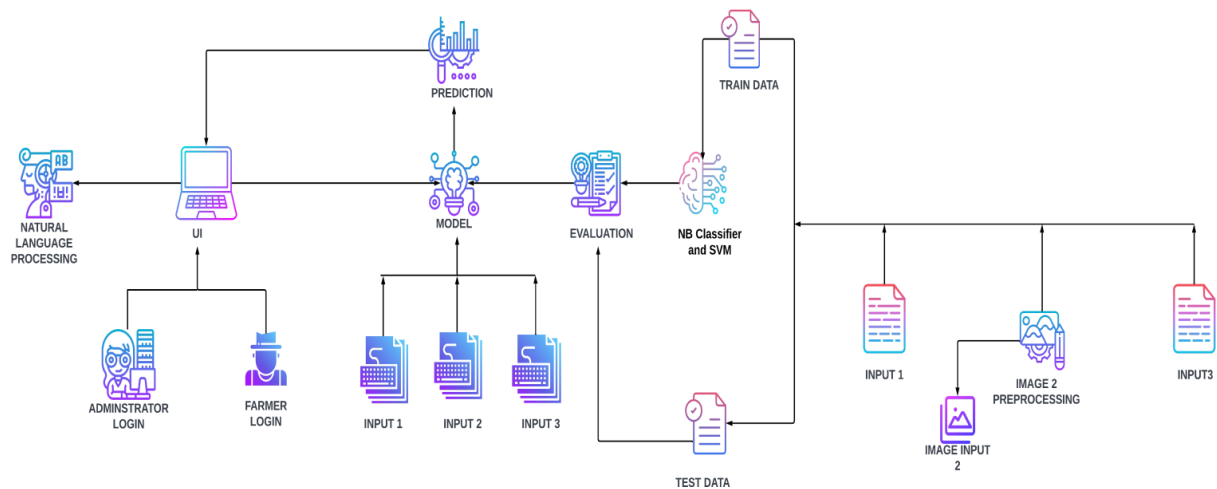 PREDICTION
TRAIN DATA
NATURAL
LANGUAGE
PROCESSING
UI
MODEL
EVALUATION
NB Classifier
and SVM
ADMINSTRATOR
LOGIN
FARMER
LOGIN
INPUT 1
INPUT 2
INPUT 3
INPUT 1
IMAGE 2
PREPROCESSING
INPUT3
IMAGE INPUT
2
TEST DATA
AB